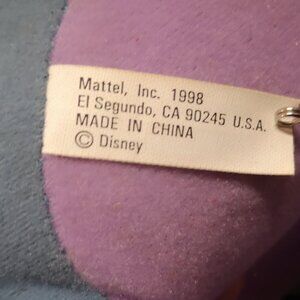 Mattel, Inc. 1998
El Segundo, CA 90245 U.S.A.
MADE IN CHINA
© Disney